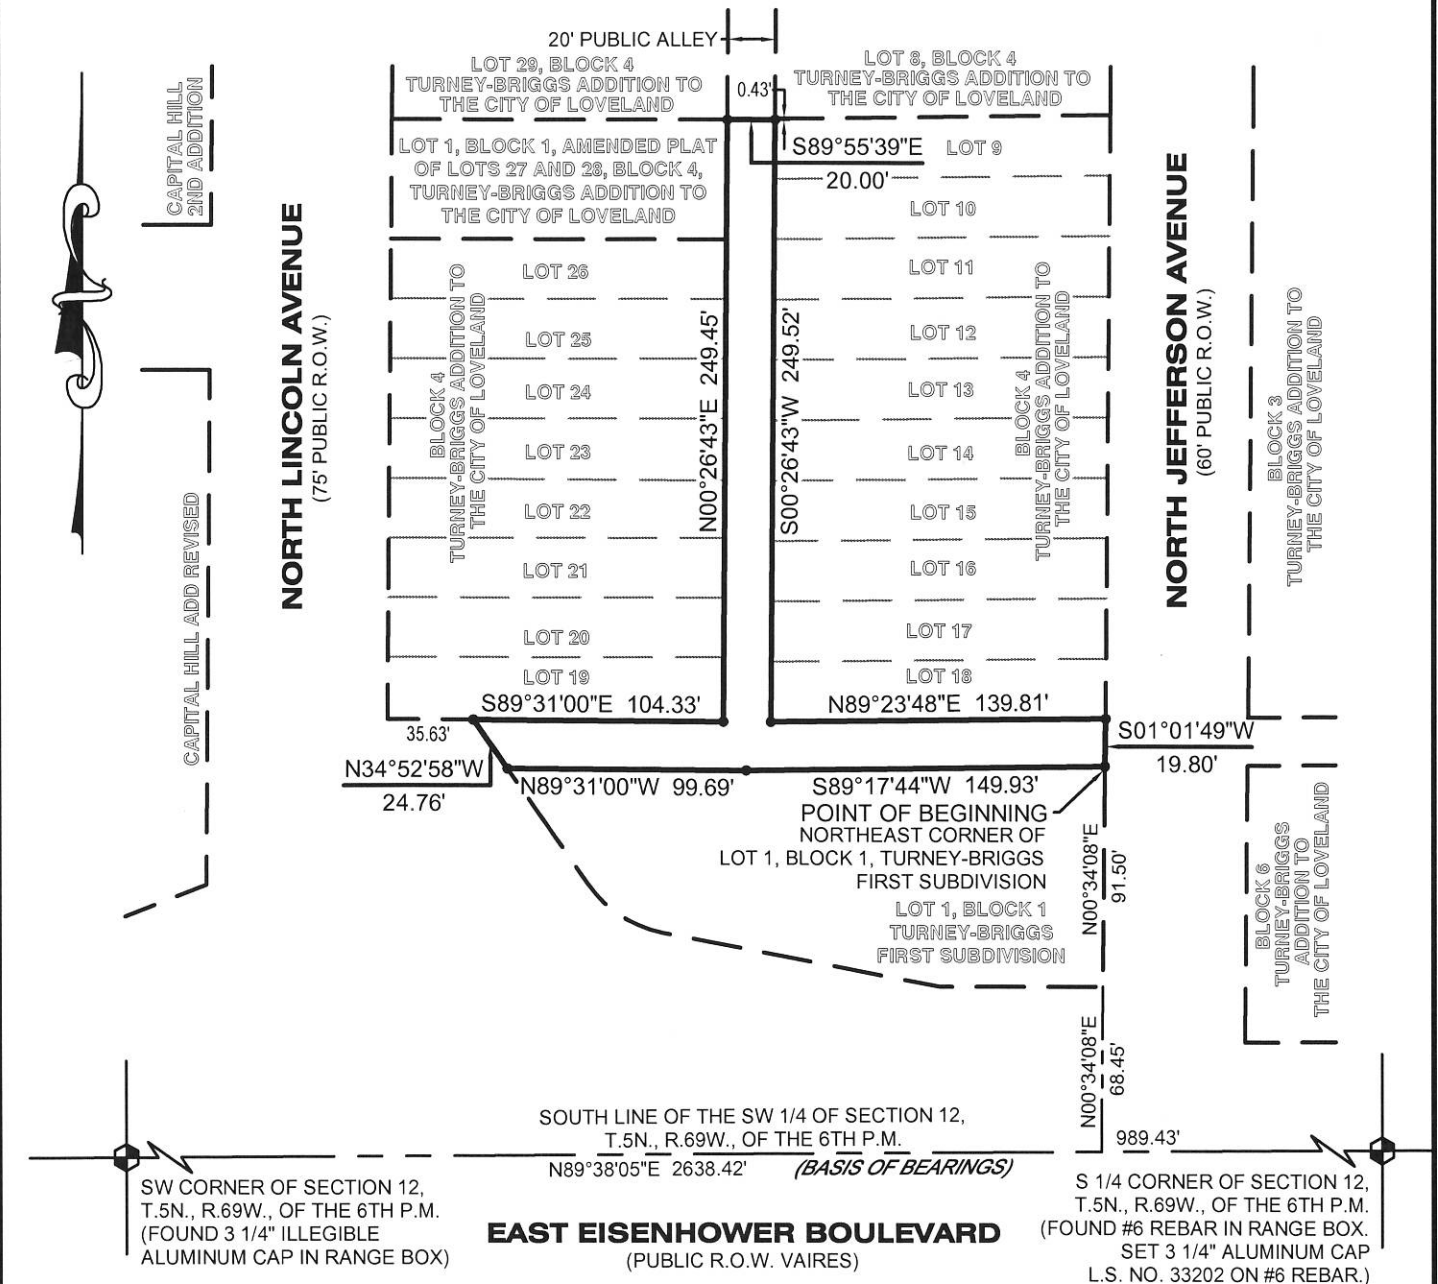 20' PUBLIC ALLEY
LOT 29, BLOCK 4
TURNEY-BRIGGS ADDITION TO
THE CITY OF LOVELAND
LOT 8, BLOCK 4
TURNEY-BRIGGS ADDITION TO
THE CITY OF LOVELAND
0.43'
CAPITAL HILL
2ND ADDITION
LOT 1, BLOCK 1, AMENDED PLAT
OF LOTS 27 AND 28, BLOCK 4,
TURNEY-BRIGGS ADDITION TO
THE CITY OF LOVELAND
S89°55'39"E
20.00'
LOT 9
LOT 10
LOT 11
LOT 12
LOT 13
LOT 14
LOT 15
LOT 16
LOT 17
LOT 18
LOT 26
LOT 25
LOT 24
LOT 23
LOT 22
LOT 21
LOT 20
LOT 19
NORTH LINCOLN AVENUE
(75' PUBLIC R.O.W.)
BLOCK 4
TURNEY-BRIGGS ADDITION TO
THE CITY OF LOVELAND
N00°26'43"E 249.45'
S00°26'43"W 249.52'
BLOCK 4
TURNEY-BRIGGS ADDITION TO
THE CITY OF LOVELAND
NORTH JEFFERSON AVENUE
(60' PUBLIC R.O.W.)
BLOCK 3
TURNEY-BRIGGS ADDITION TO
THE CITY OF LOVELAND
CAPITAL HILL ADD REVISED
S89°31'00"E 104.33'
N89°23'48"E 139.81'
35.63'
S01°01'49"W
19.80'
N34°52'58"W
24.76'
N89°31'00"W 99.69'
S89°17'44"W 149.93'
POINT OF BEGINNING
NORTHEAST CORNER OF
LOT 1, BLOCK 1, TURNEY-BRIGGS
FIRST SUBDIVISION
N00°34'08"E
91.50'
LOT 1, BLOCK 1
TURNEY-BRIGGS
FIRST SUBDIVISION
BLOCK 6
TURNEY-BRIGGS
ADDITION TO
THE CITY OF LOVELAND
N00°34'08"E
68.45'
SOUTH LINE OF THE SW 1/4 OF SECTION 12,
T.5N., R.69W., OF THE 6TH P.M.
989.43'
N89°38'05"E 2638.42' (BASIS OF BEARINGS)
SW CORNER OF SECTION 12,
T.5N., R.69W., OF THE 6TH P.M.
(FOUND 3 1/4" ILLEGIBLE
ALUMINUM CAP IN RANGE BOX)
EAST EISENHOWER BOULEVARD
(PUBLIC R.O.W. VAIRES)
S 1/4 CORNER OF SECTION 12,
T.5N., R.69W., OF THE 6TH P.M.
(FOUND #6 REBAR IN RANGE BOX.
SET 3 1/4" ALUMINUM CAP
L.S. NO. 33202 ON #6 REBAR.)